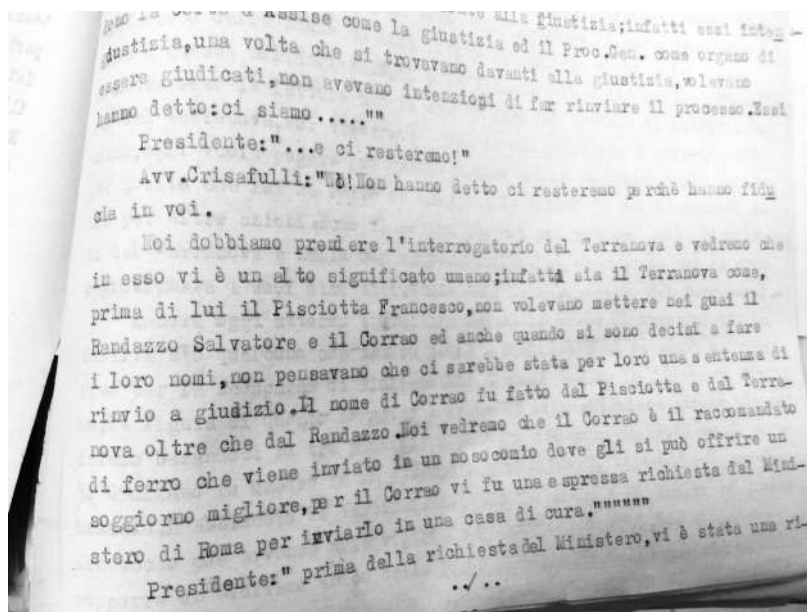 la Corte d'Assise come la giustizia ed il Proc.Gen. come organo di
giustizia,una volta che si trovavano davanti alla giustizia,volevano
essere giudicati,non avevano intenzioni di far rinviare il processo.Essi
hanno detto:ci siamo .....""
Presidente:"...e ci resteremo!"
Avv.Crisafulli:"Nò!Non hanno detto ci resteremo perchè hanno fidu
cia in voi.
Noi dobbiamo prendere l'interrogatorio del Terranova e vedremo che
in esso vi è un alto significato umano;infatti sia il Terranova come,
prima di lui il Pisciotta Francesco,non volevano mettere nei guai il
Randazzo Salvatore e il Corrao ed anche quando si sono decisi a fare
i loro nomi,non pensavano che ci sarebbe stata per loro una sentenza di
rinvio a giudizio.Il nome di Corrao fu fatto dal Pisciotta e dal Terra-
nova oltre che dal Randazzo.Noi vedremo che il Corrao è il raccomandato
di ferro che viene inviato in un nosocomio dove gli si può offrire un
soggiorno migliore,per il Corrao vi fu una espressa richiesta dal Mini-
stero di Roma per inviarlo in una casa di cura.""""""
Presidente:" prima della richiesta del Ministero,vi è stata una ri-
../..